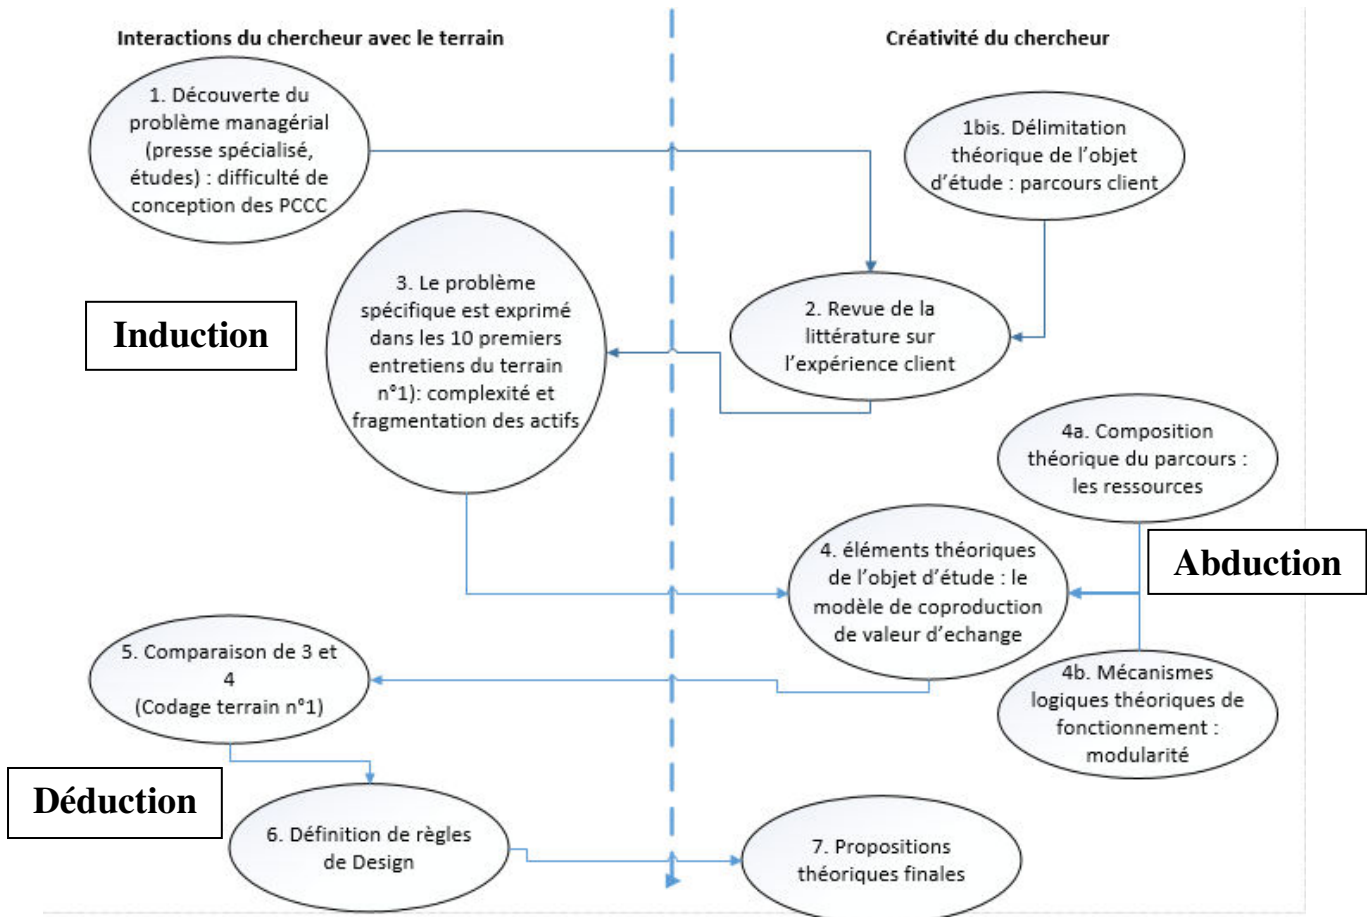 Interactions du chercheur avec le terrain
Créativité du chercheur
1. Découverte du
problème managérial
(presse spécialisé,
études) : difficulté de
conception des PCCC
1bis. Délimitation
théorique de l'objet
d'étude : parcours client
Induction
3. Le problème
spécifique est exprimé
dans les 10 premiers
entretiens du terrain
n°1): complexité et
fragmentation des actifs
2. Revue de la
littérature sur
l'expérience client
4a. Composition
théorique du parcours :
les ressources
Abduction
4. éléments théoriques
de l'objet d'étude : le
modèle de coproduction
de valeur d'echange
4b. Mécanismes
logiques théoriques de
fonctionnement :
modularité
5. Comparaison de 3 et
4
(Codage terrain n°1)
Déduction
6. Définition de règles
de Design
7. Propositions
théoriques finales